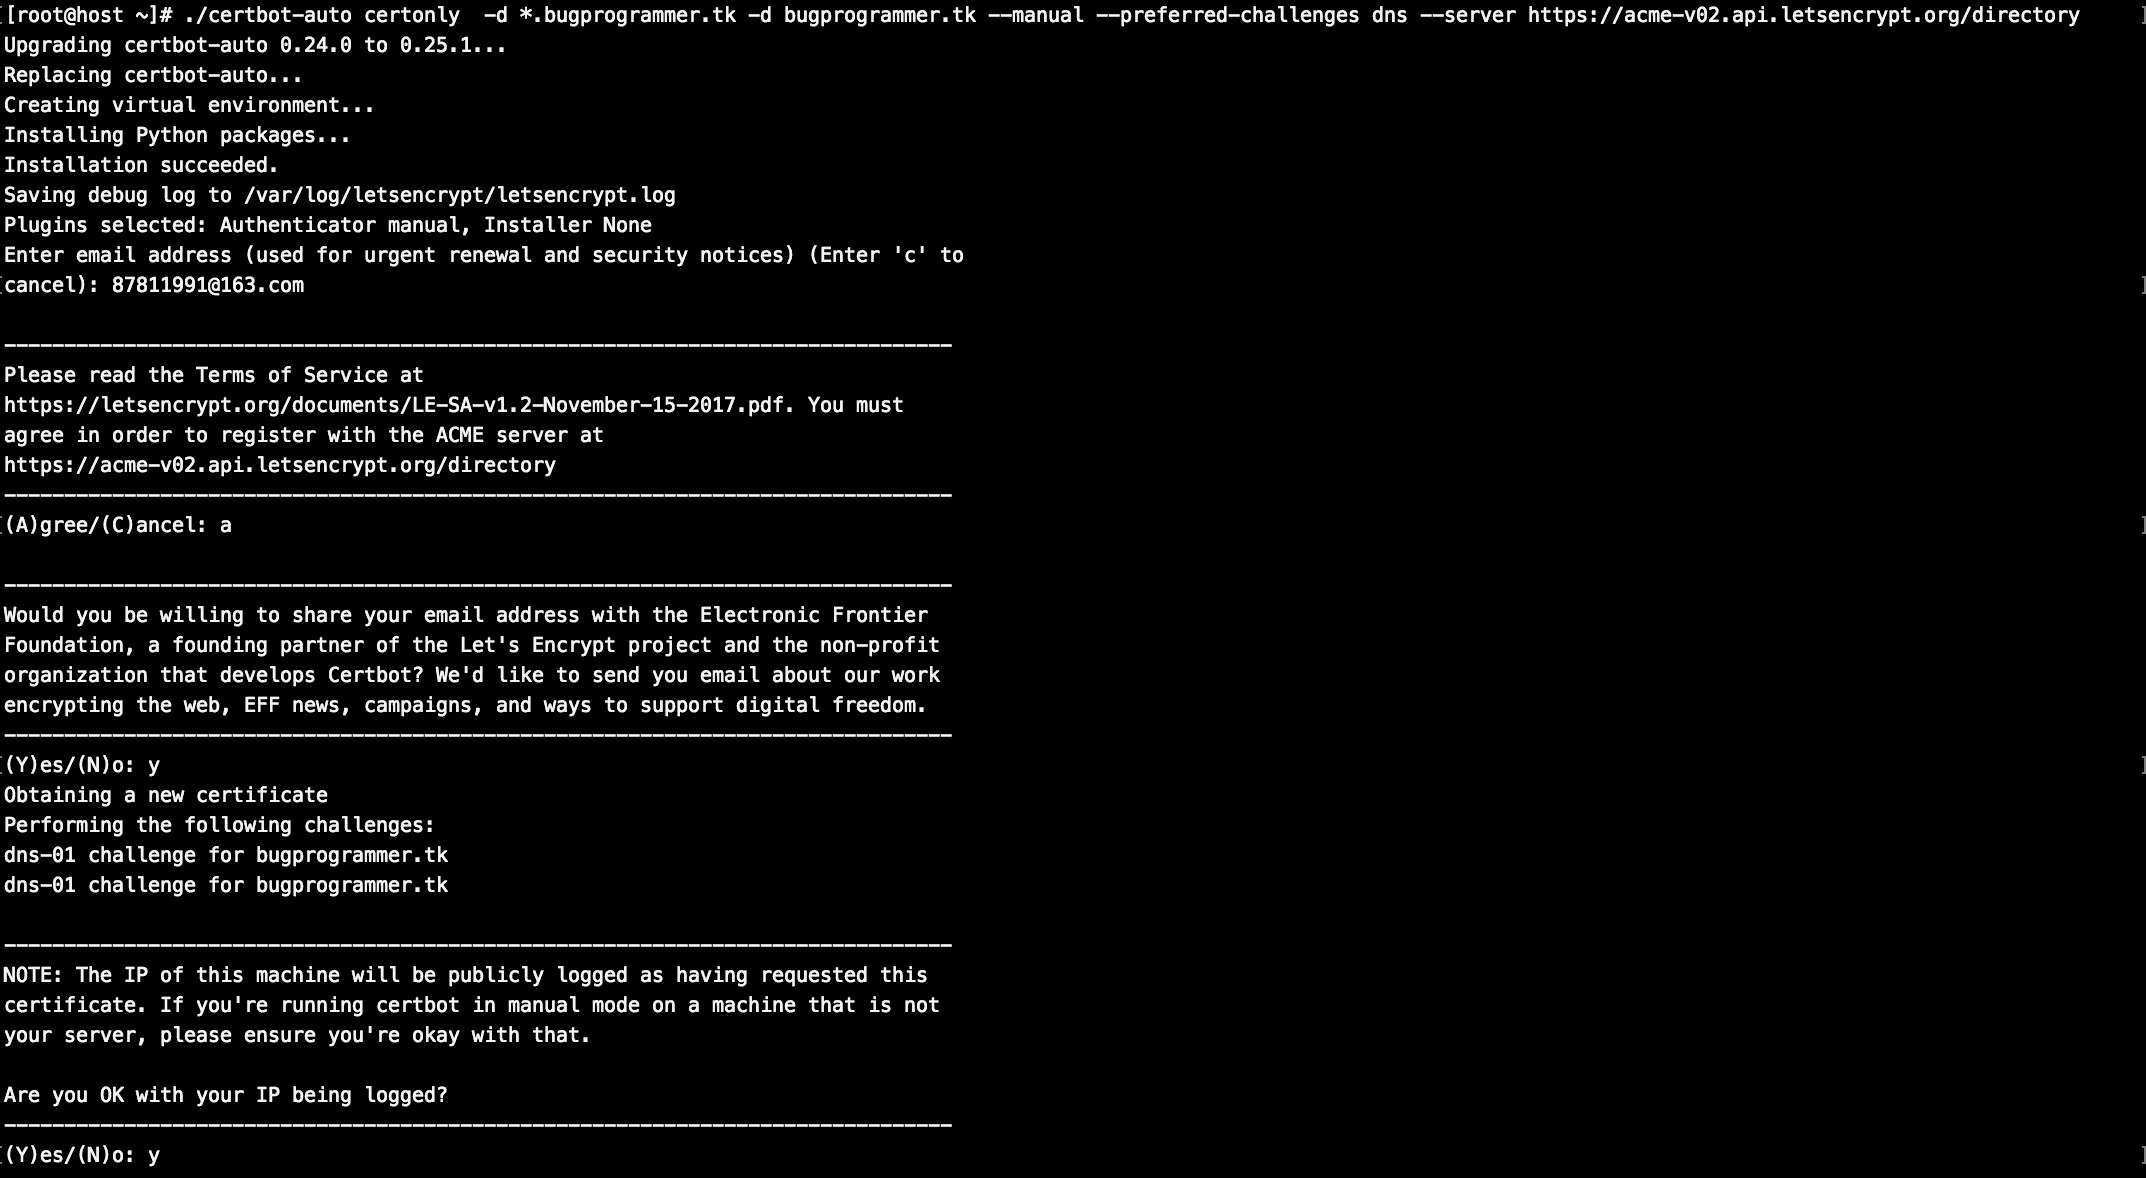 [root@host ~]# ./certbot-auto certonly  -d *.bugprogrammer.tk -d bugprogrammer.tk --manual --preferred-challenges dns --server https://acme-v02.api.letsencrypt.org/directory
Upgrading certbot-auto 0.24.0 to 0.25.1...
Replacing certbot-auto...
Creating virtual environment...
Installing Python packages...
Installation succeeded.
Saving debug log to /var/log/letsencrypt/letsencrypt.log
Plugins selected: Authenticator manual, Installer None
Enter email address (used for urgent renewal and security notices) (Enter 'c' to
cancel): 87811991@163.com
-------------------------------------------------------------------------------
Please read the Terms of Service at
https://letsencrypt.org/documents/LE-SA-v1.2-November-15-2017.pdf. You must
agree in order to register with the ACME server at
https://acme-v02.api.letsencrypt.org/directory
-------------------------------------------------------------------------------
(A)gree/(C)ancel: a
-------------------------------------------------------------------------------
Would you be willing to share your email address with the Electronic Frontier
Foundation, a founding partner of the Let's Encrypt project and the non-profit
organization that develops Certbot? We'd like to send you email about our work
encrypting the web, EFF news, campaigns, and ways to support digital freedom.
-------------------------------------------------------------------------------
(Y)es/(N)o: y
Obtaining a new certificate
Performing the following challenges:
dns-01 challenge for bugprogrammer.tk
dns-01 challenge for bugprogrammer.tk
-------------------------------------------------------------------------------
NOTE: The IP of this machine will be publicly logged as having requested this
certificate. If you're running certbot in manual mode on a machine that is not
your server, please ensure you're okay with that.
Are you OK with your IP being logged?
-------------------------------------------------------------------------------
(Y)es/(N)o: y